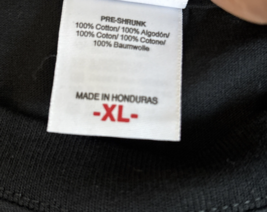 PRE-SHRUNK
100% Cotton/ 100% Algodón/
100% Coton/ 100% Cotone/
100% Baumwolle
MADE IN HONDURAS
-XL-